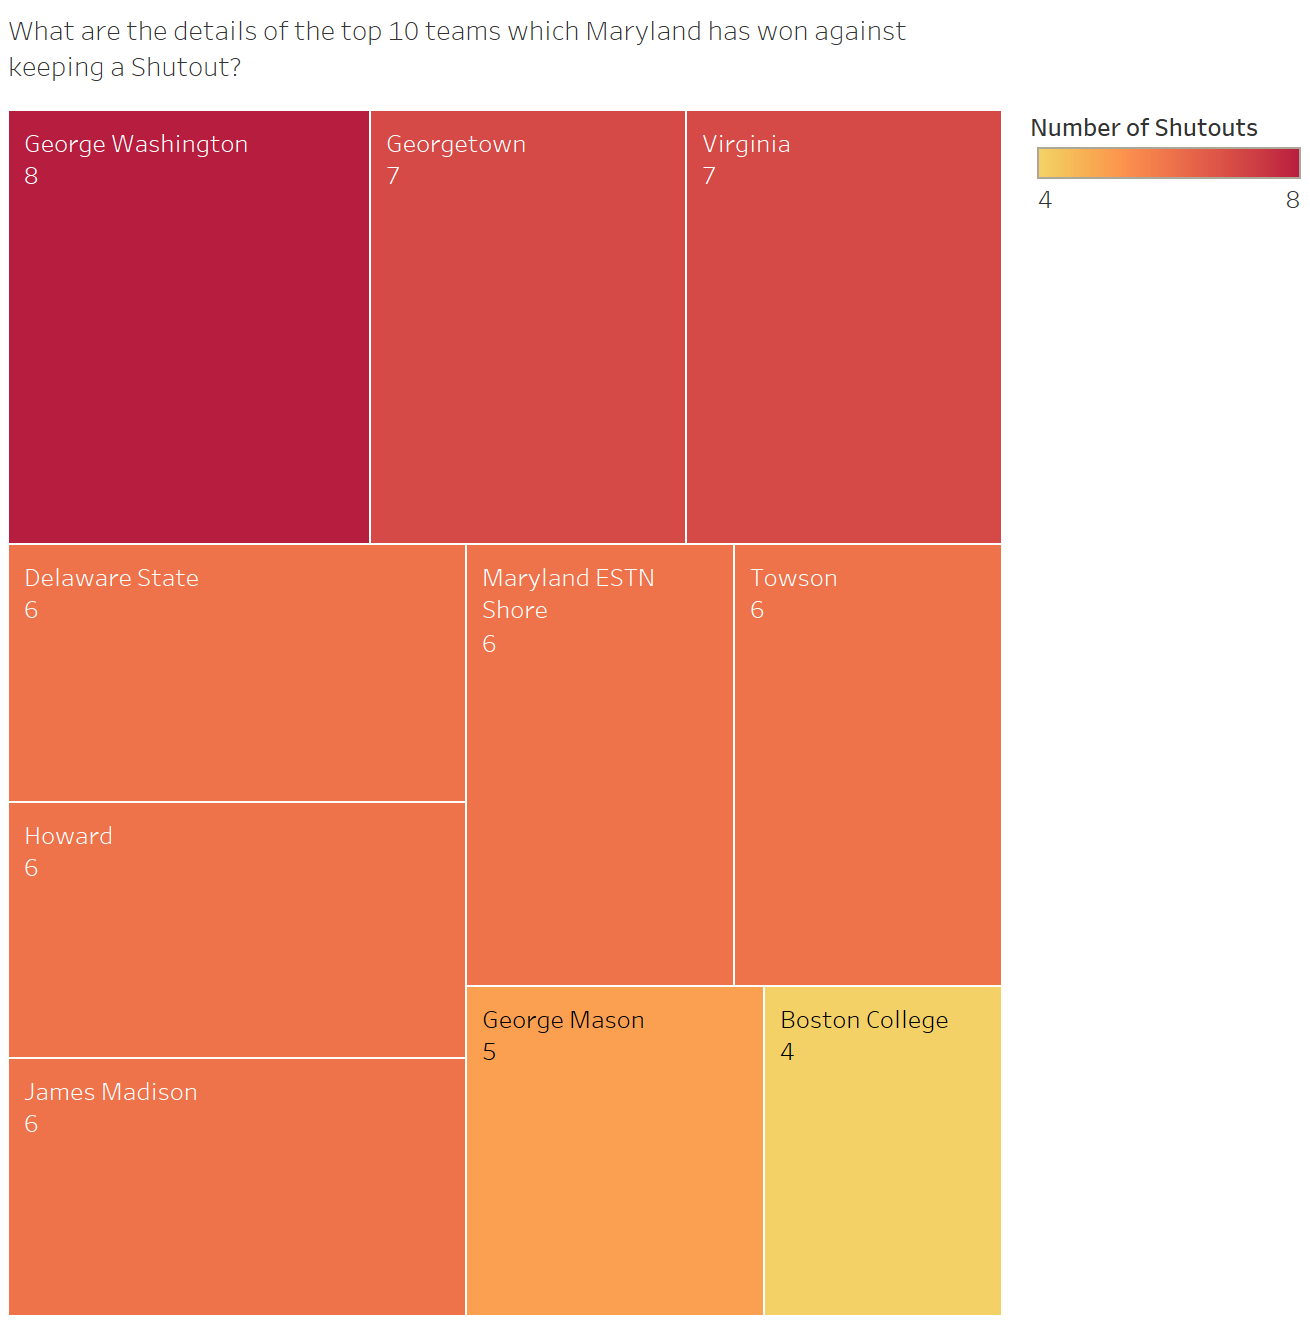 What are the details of the top 10 teams which Maryland has won against
keeping a Shutout?
Number of Shutouts
4 8
George Washington
8
Georgetown
7
Virginia
7
Delaware State
6
Maryland ESTN
Shore
6
Towson
6
Howard
6
George Mason
5
Boston College
4
James Madison
6